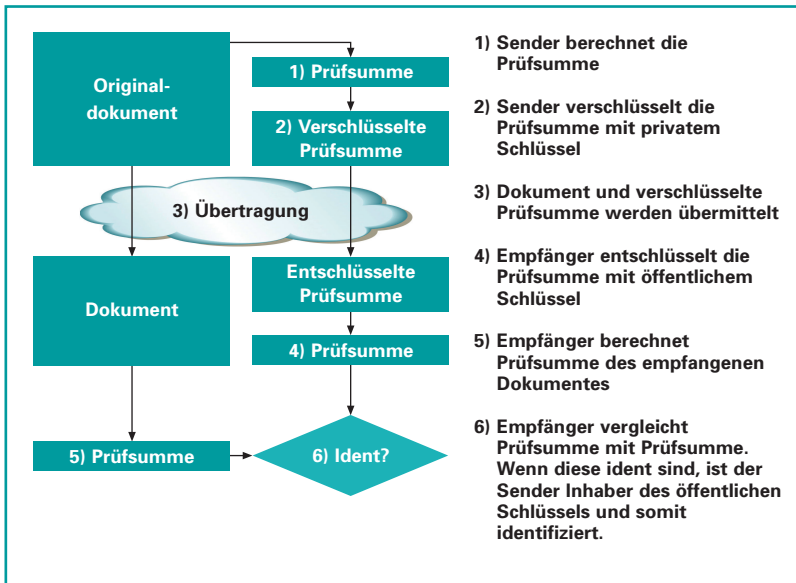 Original-
dokument
1) Prüfsumme
2) Verschlüsselte
Prüfsumme
3) Übertragung
Dokument
Entschlüsselte
Prüfsumme
4) Prüfsumme
5) Prüfsumme
6) Ident?
1) Sender berechnet die
Prüfsumme
2) Sender verschlüsselt die
Prüfsumme mit privatem
Schlüssel
3) Dokument und verschlüsselte
Prüfsumme werden übermittelt
4) Empfänger entschlüsselt die
Prüfsumme mit öffentlichem
Schlüssel
5) Empfänger berechnet
Prüfsumme des empfangenen
Dokumentes
6) Empfänger vergleicht
Prüfsumme mit Prüfsumme.
Wenn diese ident sind, ist der
Sender Inhaber des öffentlichen
Schlüssels und somit
identifiziert.